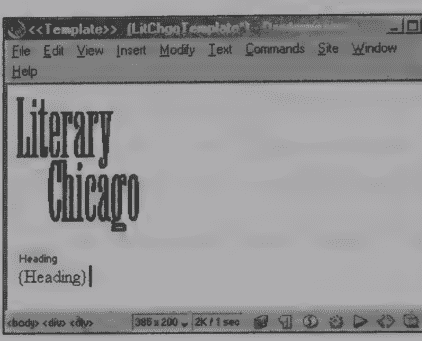 <<Template>> (LitChgoTemplate*)
File Edit View Insert Modify Text Commands Site Window
Help
Literary
Chicago
Heading
{Heading}
<body> <div> <div> 385 x 200 2K / 1 sec